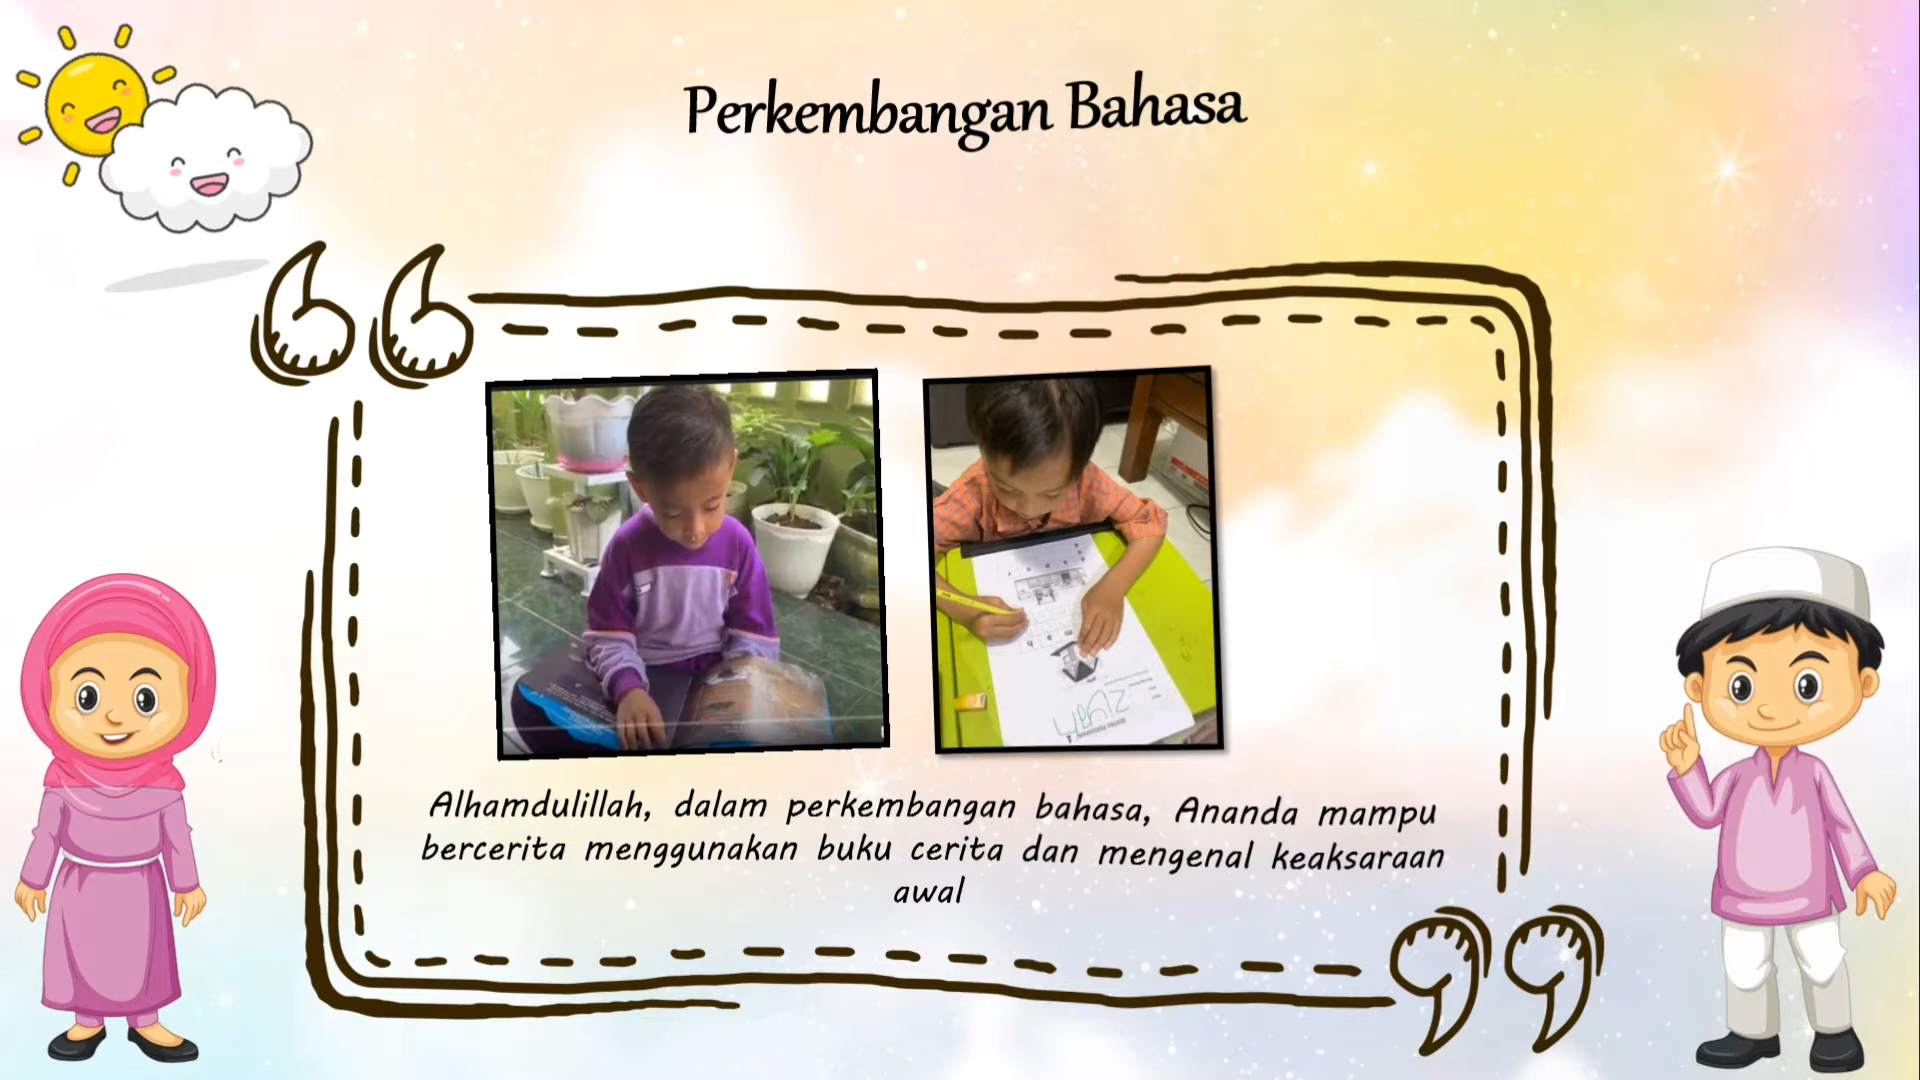 Perkembangan Bahasa
Alhamdulillah, dalam perkembangan bahasa, Ananda mampu
bercerita menggunakan buku cerita dan mengenal keaksaraan
awal